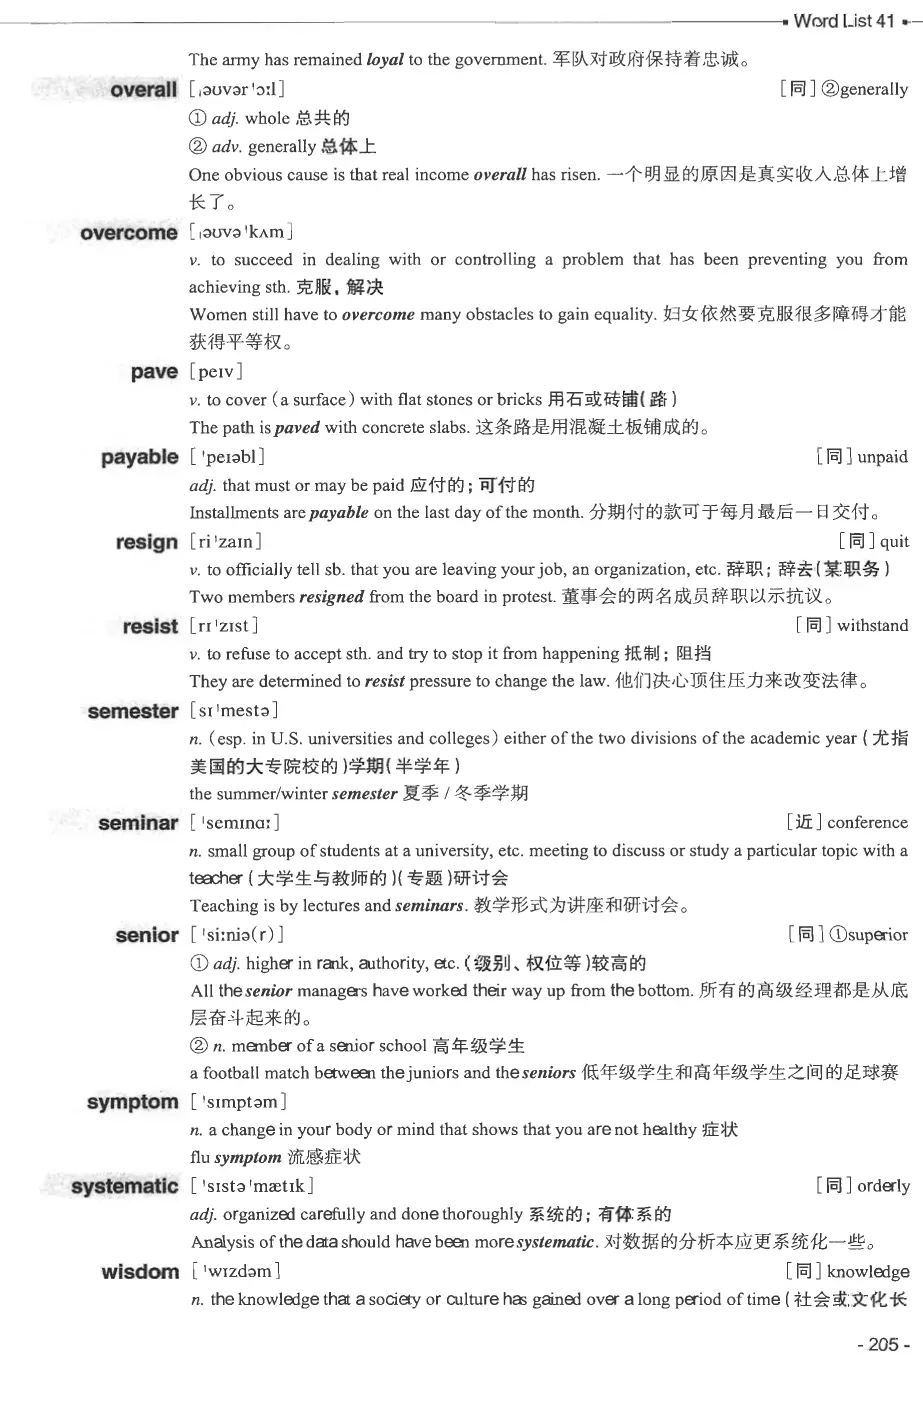 Word List 41
The army has remained loyal to the government. 军队对政府保持着忠诚。
overall [ˌəʊvər'ɔːl] [同]②generally
① adj. whole 总共的
② adv. generally 总体上
One obvious cause is that real income overall has risen. 一个明显的原因是真实收入总体上增
长了。
overcome [ˌəʊvə'kʌm]
v. to succeed in dealing with or controlling a problem that has been preventing you from
achieving sth. 克服，解决
Women still have to overcome many obstacles to gain equality. 妇女依然要克服很多障碍才能
获得平等权。
pave [peɪv]
v. to cover (a surface) with flat stones or bricks 用石或砖铺(路)
The path is paved with concrete slabs. 这条路是用混凝土板铺成的。
payable ['peɪəbl] [同]unpaid
adj. that must or may be paid 应付的；可付的
Installments are payable on the last day of the month. 分期付的款可于每月最后一日交付。
resign [ri'zaɪn] [同]quit
v. to officially tell sb. that you are leaving your job, an organization, etc. 辞职；辞去(某职务)
Two members resigned from the board in protest. 董事会的两名成员辞职以示抗议。
resist [rɪ'zɪst] [同]withstand
v. to refuse to accept sth. and try to stop it from happening 抵制；阻挡
They are determined to resist pressure to change the law. 他们决心顶住压力来改变法律。
semester [sɪ'mestə]
n. (esp. in U.S. universities and colleges) either of the two divisions of the academic year (尤指
美国的大专院校的)学期(半学年)
the summer/winter semester 夏季/冬季学期
seminar ['semɪnɑː] [近]conference
n. small group of students at a university, etc. meeting to discuss or study a particular topic with a
teacher (大学生与教师的)(专题)研讨会
Teaching is by lectures and seminars. 教学形式为讲座和研讨会。
senior ['siːniə(r)] [同]①superior
① adj. higher in rank, authority, etc. (级别、权位等)较高的
All the senior managers have worked their way up from the bottom. 所有的高级经理都是从底
层奋斗起来的。
② n. member of a senior school 高年级学生
a football match between the juniors and the seniors 低年级学生和高年级学生之间的足球赛
symptom ['sɪmptəm]
n. a change in your body or mind that shows that you are not healthy 症状
flu symptom 流感症状
systematic ['sɪstə'mætɪk] [同]orderly
adj. organized carefully and done thoroughly 系统的；有体系的
Analysis of the data should have been more systematic. 对数据的分析本应更系统化一些。
wisdom ['wɪzdəm] [同]knowledge
n. the knowledge that a society or culture has gained over a long period of time (社会或文化长
- 205 -